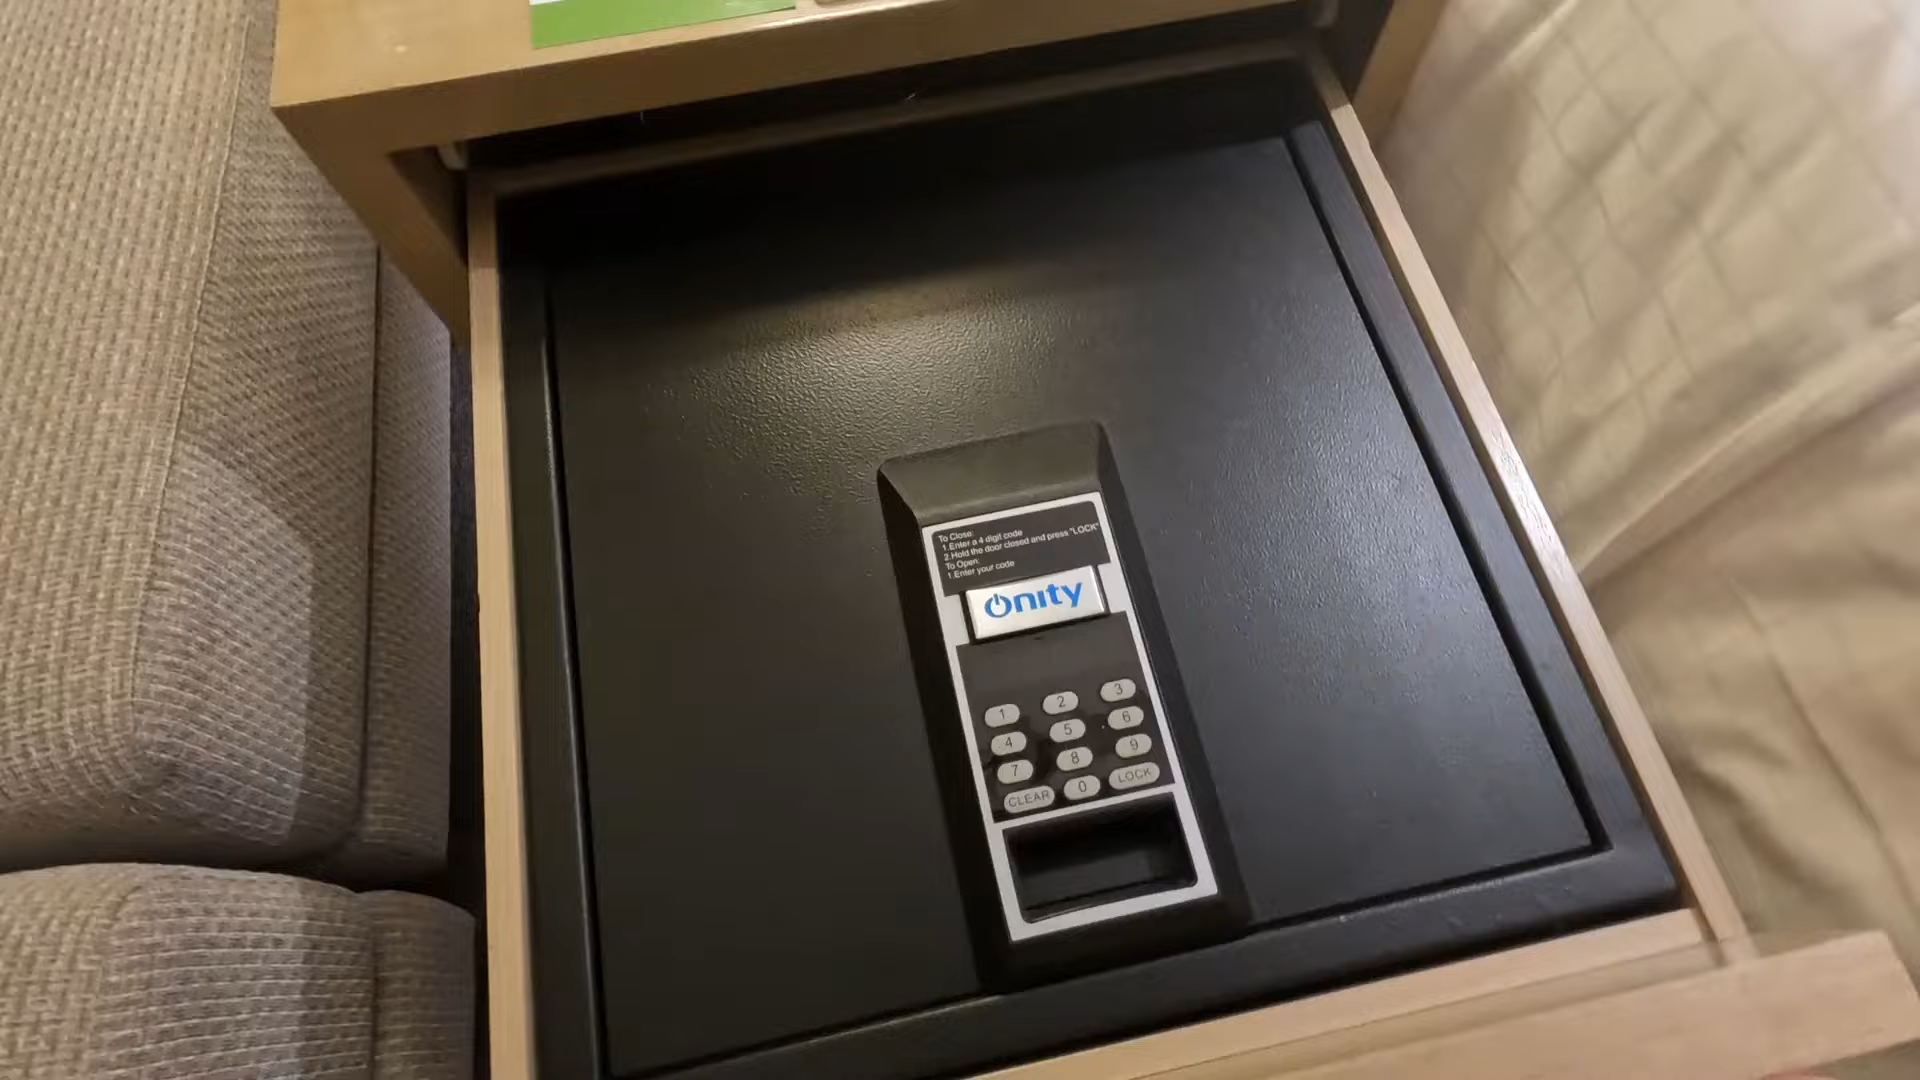 To Close:
1.Enter a 4 digit code
2.Hold the door closed and press "LOCK"
To Open:
1.Enter your code
onity
1 2 3
4 5 6
7 8 9
CLEAR 0 LOCK